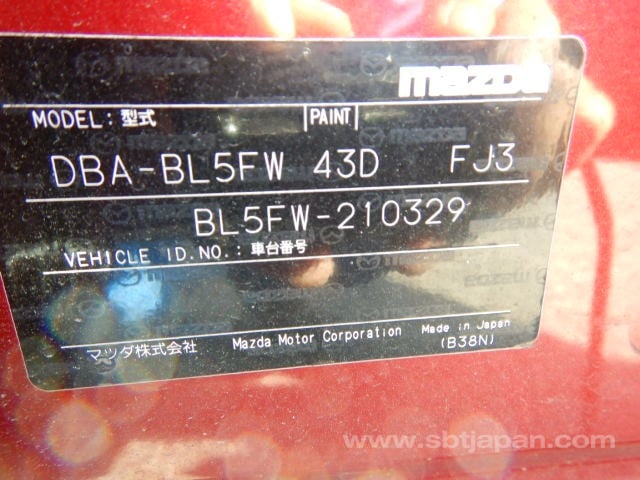 mazda
MODEL: 型式 PAINT
DBA-BL5FW 43D FJ3
BL5FW-210329
VEHICLE ID.NO.: 車台番号
マツダ株式会社 Mazda Motor Corporation Made in Japan
(B38N)
www.sbtjapan.com